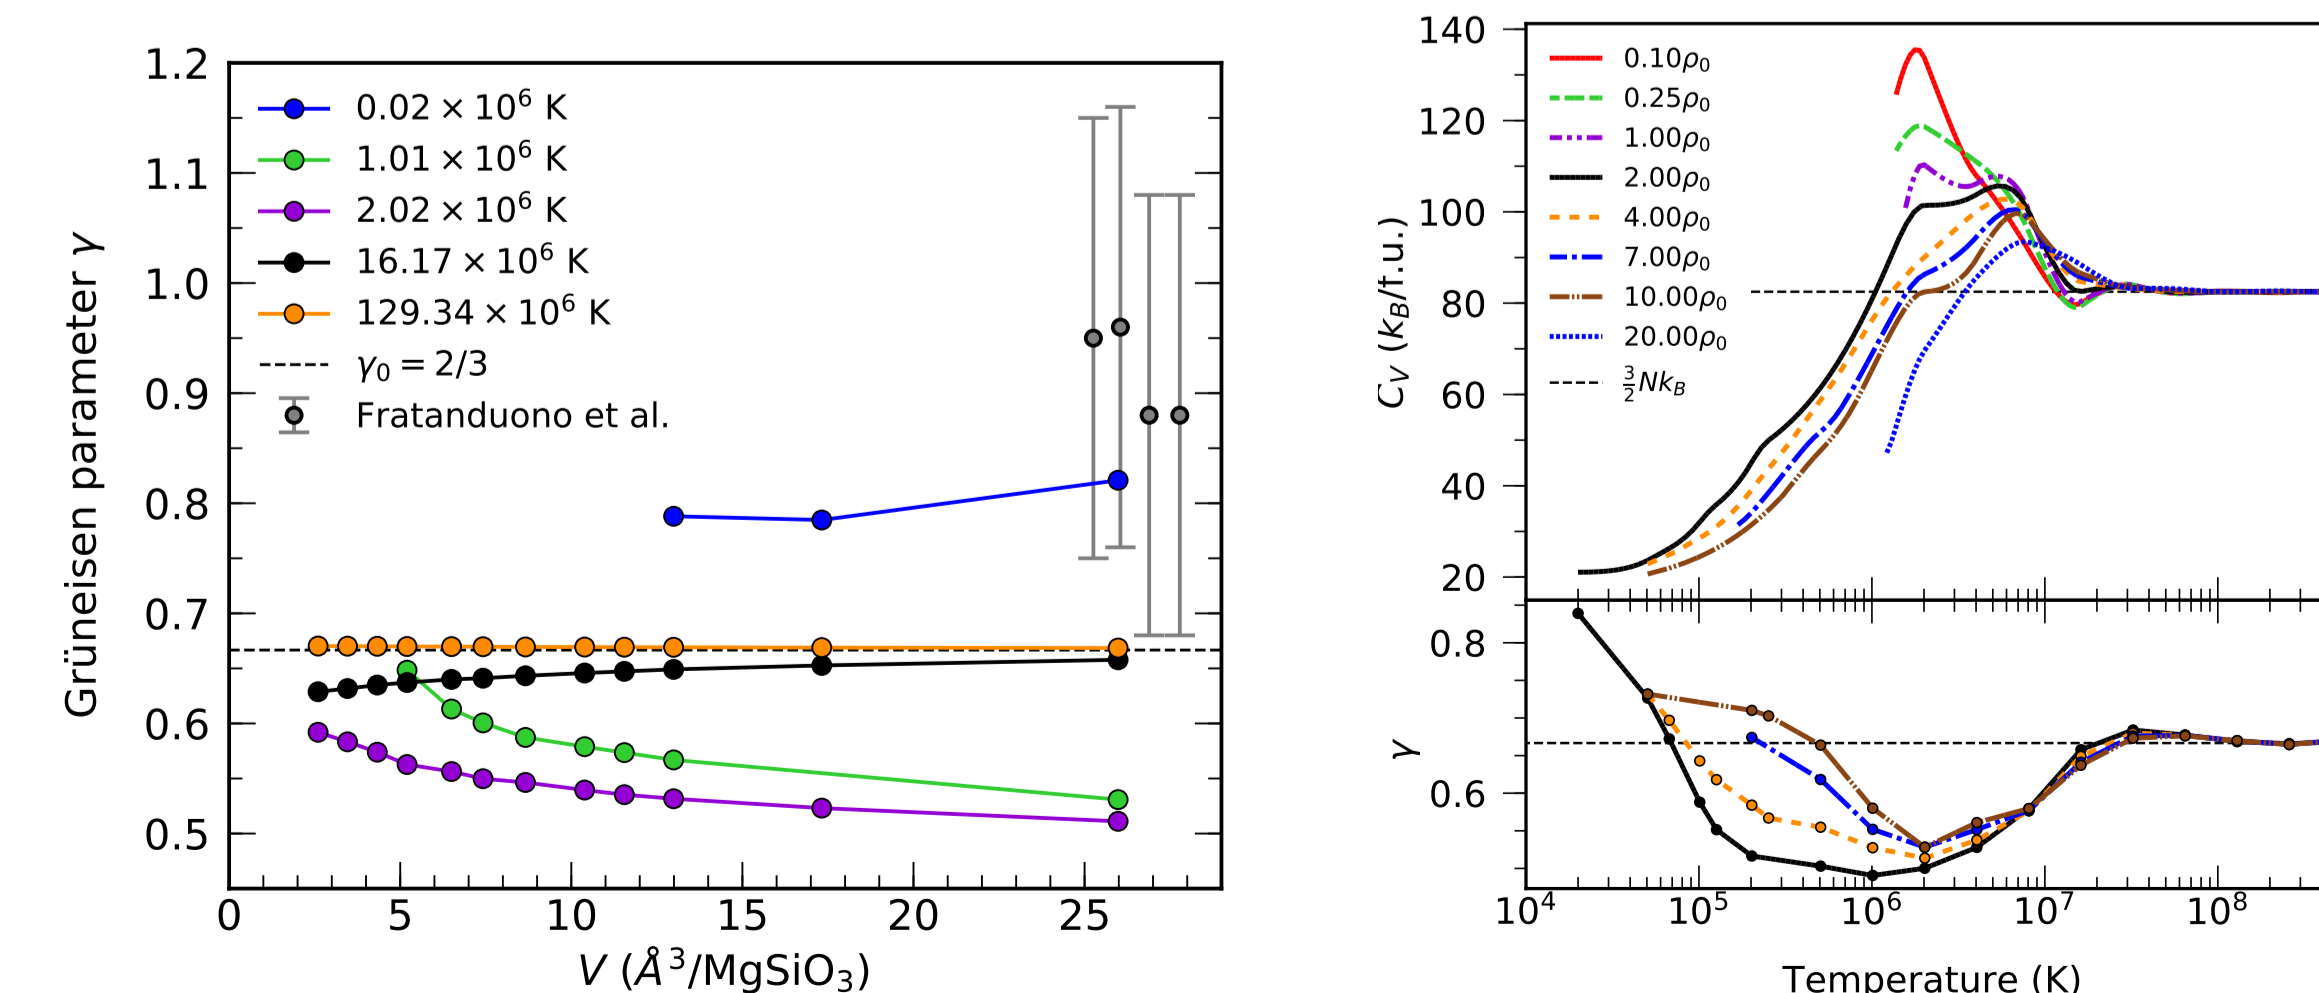 Grüneisen parameter γ
1.2
1.1
1.0
0.9
0.8
0.7
0.6
0.5
0.02 × 10⁶ K
1.01 × 10⁶ K
2.02 × 10⁶ K
16.17 × 10⁶ K
129.34 × 10⁶ K
γ₀ = 2/3
Fratanduono et al.
0 5 10 15 20 25
V (Å³/MgSiO₃)
C_V (k_B/f.u.)
140
120
100
80
60
40
20
0.10ρ₀
0.25ρ₀
1.00ρ₀
2.00ρ₀
4.00ρ₀
7.00ρ₀
10.00ρ₀
20.00ρ₀
3/2 Nk_B
γ
0.8
0.6
10⁴ 10⁵ 10⁶ 10⁷ 10⁸
Temperature (K)